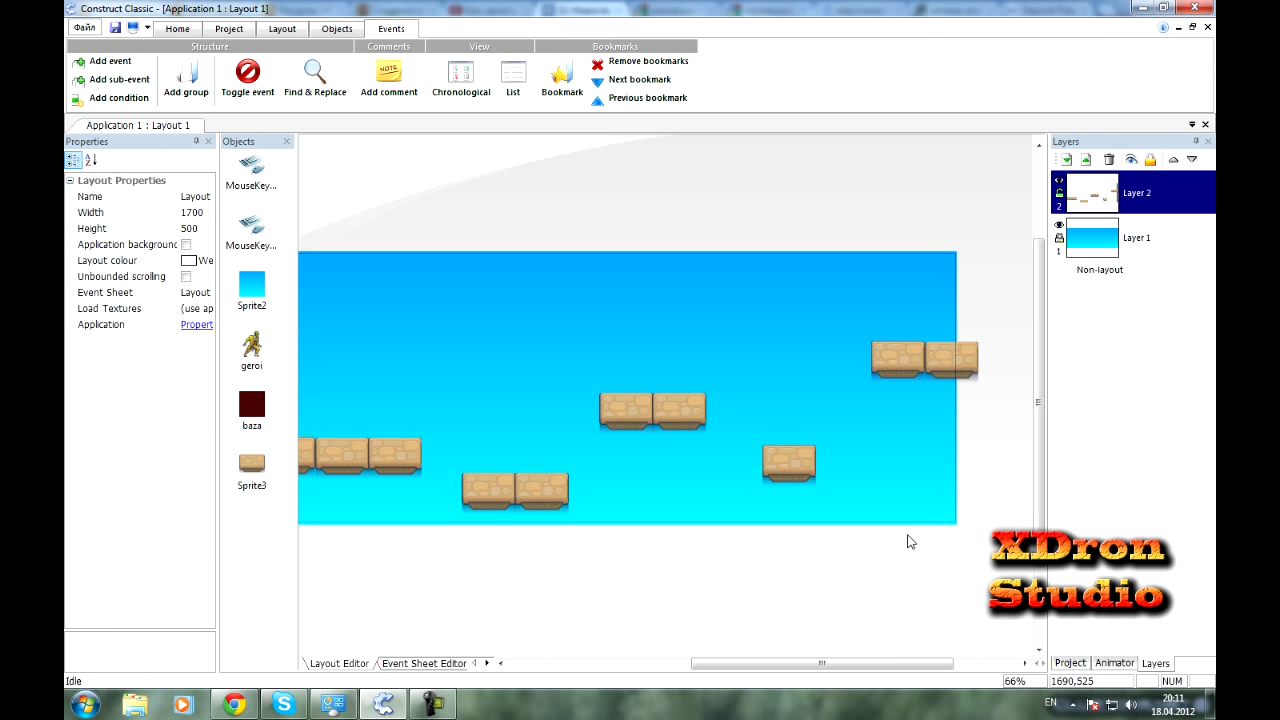 Construct Classic - [Application 1 : Layout 1]
Файл
Home
Project
Layout
Objects
Events
Structure
Comments
View
Bookmarks
Add event
Add sub-event
Add condition
Add group
Toggle event
Find & Replace
NOTE
Add comment
Chronological
List
Bookmark
Remove bookmarks
Next bookmark
Previous bookmark
Application 1 : Layout 1
Properties
Layout Properties
Name Layout
Width 1700
Height 500
Application backgrounc
Layout colour We
Unbounded scrolling
Event Sheet Layout
Load Textures (use ap
Application Propert
Objects
MouseKey...
MouseKey...
Sprite2
geroi
baza
Sprite3
Layers
2
Layer 2
1
Layer 1
Non-layout
XDron
Studio
Layout Editor
Event Sheet Editor
Project
Animator
Layers
Idle
66%
1690,525
NUM
EN
20:11
18.04.2012